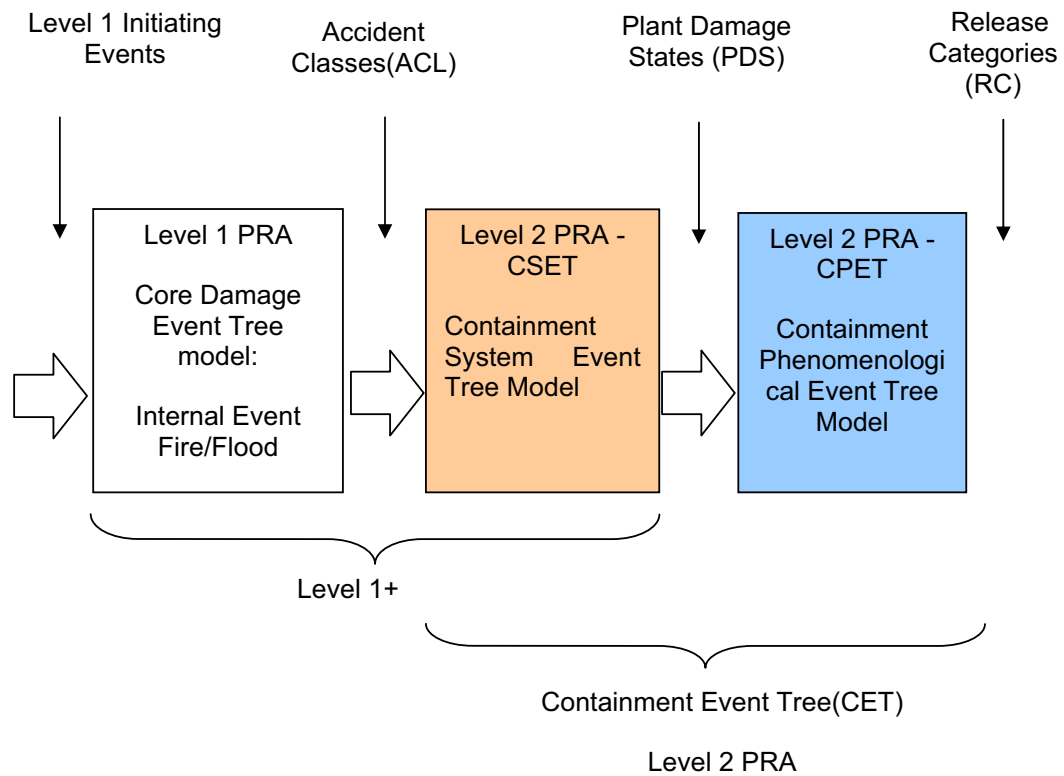 Level 1 Initiating
Events
Accident
Classes(ACL)
Plant Damage
States (PDS)
Release
Categories
(RC)
Level 1 PRA
Core Damage
Event Tree
model:
Internal Event
Fire/Flood
Level 2 PRA -
CSET
Containment
System Event
Tree Model
Level 2 PRA -
CPET
Containment
Phenomenologi
cal Event Tree
Model
Level 1+
Containment Event Tree(CET)
Level 2 PRA